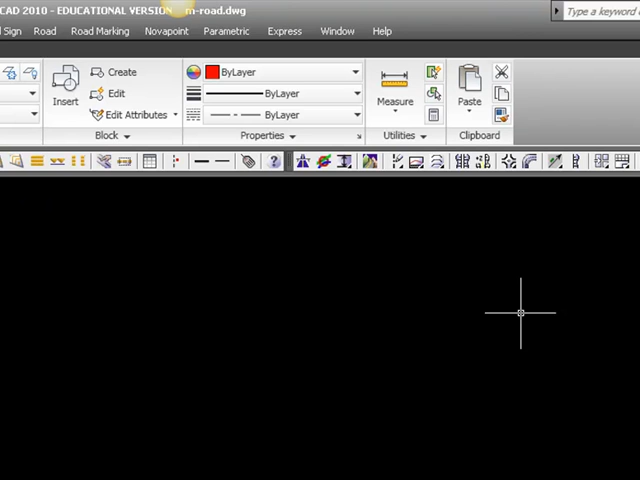 CAD 2010 - EDUCATIONAL VERSION m-road.dwg
Type a keyword
Sign Road Road Marking Novapoint Parametric Express Window Help
Create
ByLayer
Insert
Edit
ByLayer
Measure
Paste
Edit Attributes
ByLayer
Block Properties Utilities Clipboard